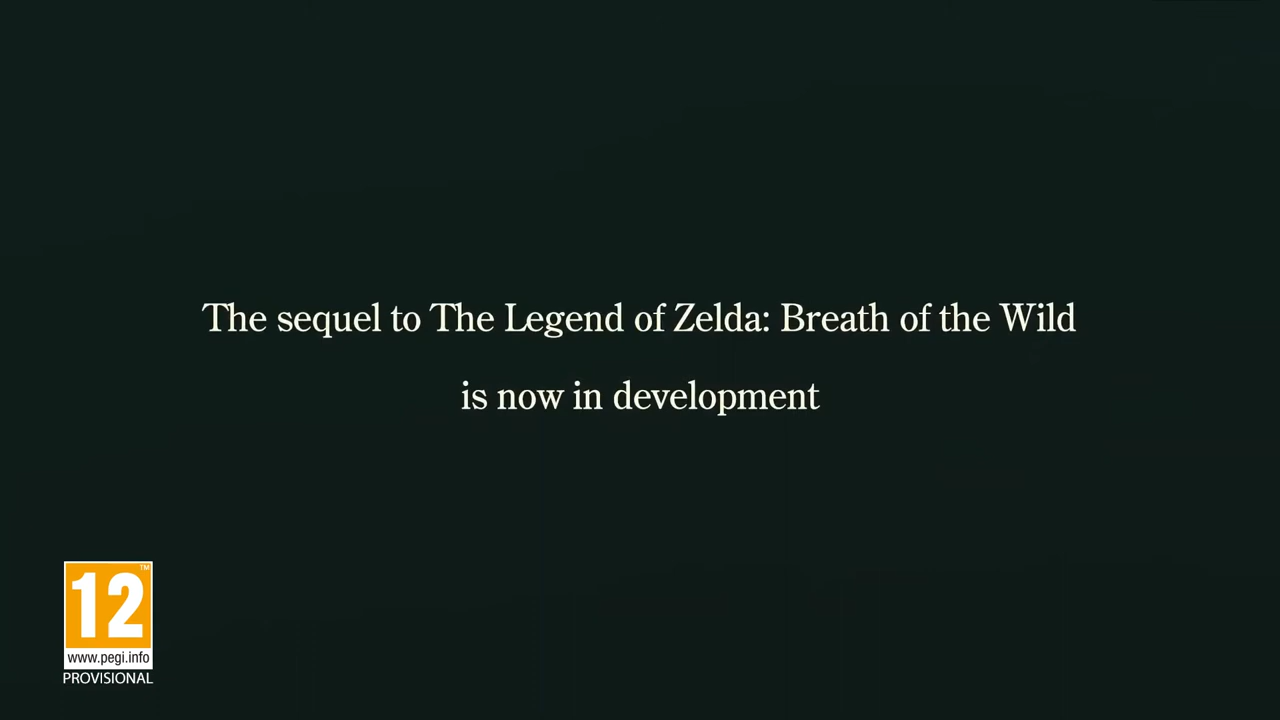 The sequel to The Legend of Zelda: Breath of the Wild
is now in development
12™
www.pegi.info
PROVISIONAL